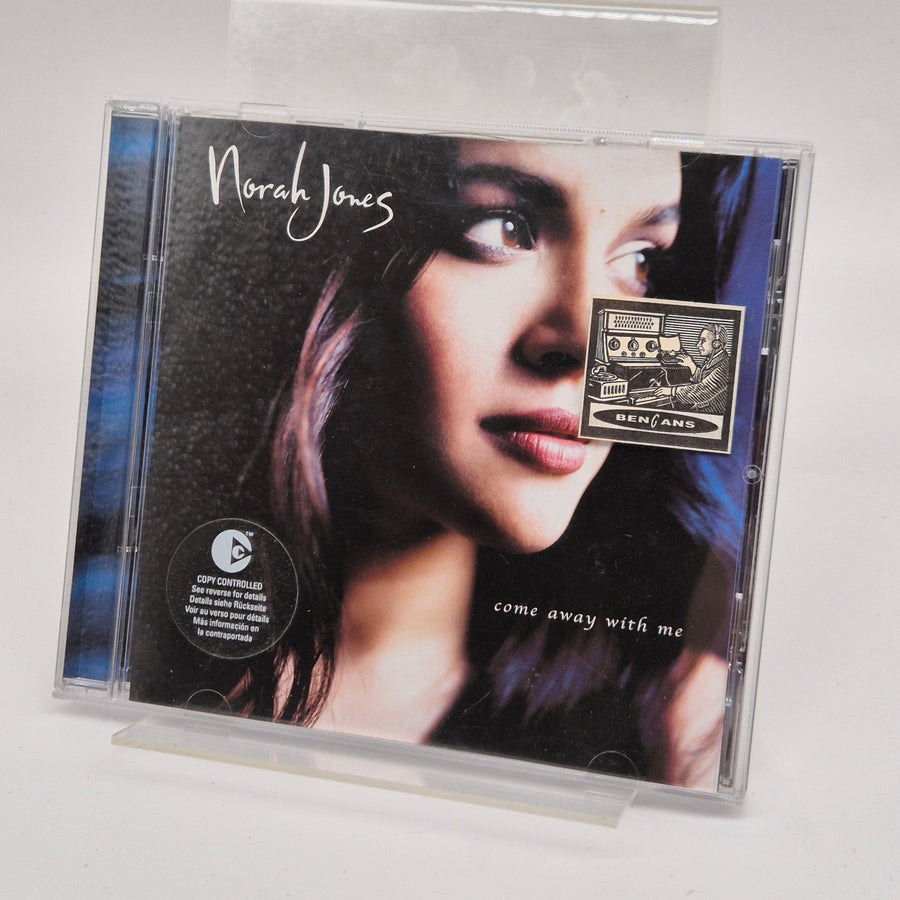 Norah Jones
BENGANS
TM
C
COPY CONTROLLED
See reverse for details
Details siehe Rückseite
Voir au verso pour détails
Más información en
la contraportada
come away with me